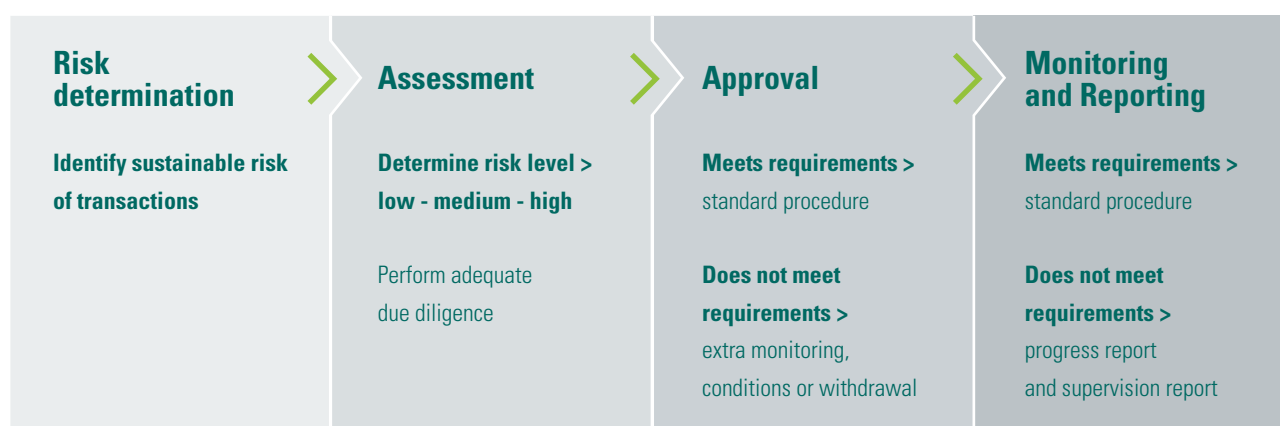 Risk
determination
Identify sustainable risk
of transactions
Assessment
Determine risk level >
low - medium - high
Perform adequate
due diligence
Approval
Meets requirements >
standard procedure
Does not meet
requirements >
extra monitoring,
conditions or withdrawal
Monitoring
and Reporting
Meets requirements >
standard procedure
Does not meet
requirements >
progress report
and supervision report